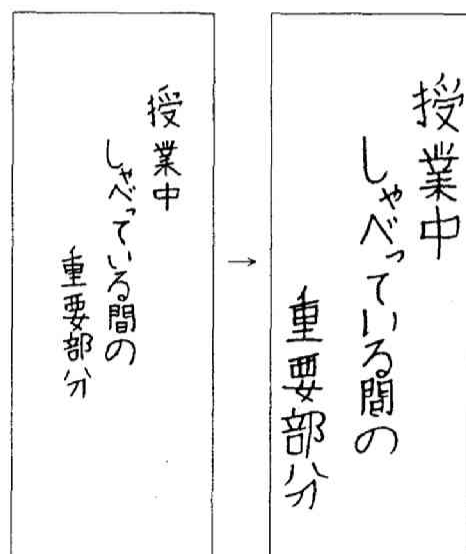 授業中
しゃべっている間の
重要部分
→
授業中
しゃべっている間の
重要部分